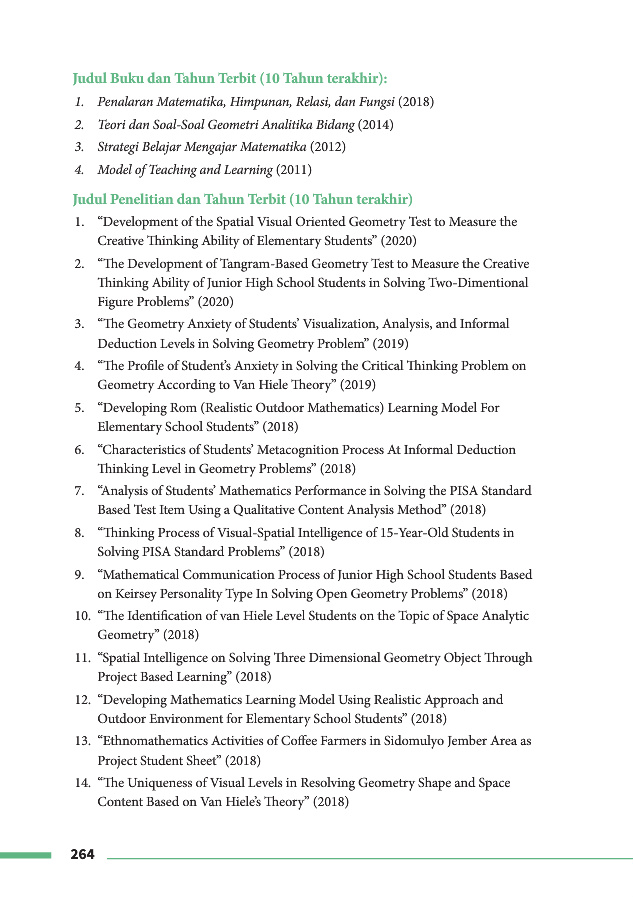 Judul Buku dan Tahun Terbit (10 Tahun terakhir):
1. Penalaran Matematika, Himpunan, Relasi, dan Fungsi (2018)
2. Teori dan Soal-Soal Geometri Analitika Bidang (2014)
3. Strategi Belajar Mengajar Matematika (2012)
4. Model of Teaching and Learning (2011)
Judul Penelitian dan Tahun Terbit (10 Tahun terakhir)
1. “Development of the Spatial Visual Oriented Geometry Test to Measure the
Creative Thinking Ability of Elementary Students” (2020)
2. “The Development of Tangram-Based Geometry Test to Measure the Creative
Thinking Ability of Junior High School Students in Solving Two-Dimentional
Figure Problems” (2020)
3. “The Geometry Anxiety of Students’ Visualization, Analysis, and Informal
Deduction Levels in Solving Geometry Problem” (2019)
4. “The Profile of Student’s Anxiety in Solving the Critical Thinking Problem on
Geometry According to Van Hiele Theory” (2019)
5. “Developing Rom (Realistic Outdoor Mathematics) Learning Model For
Elementary School Students” (2018)
6. “Characteristics of Students’ Metacognition Process At Informal Deduction
Thinking Level in Geometry Problems” (2018)
7. “Analysis of Students’ Mathematics Performance in Solving the PISA Standard
Based Test Item Using a Qualitative Content Analysis Method” (2018)
8. “Thinking Process of Visual-Spatial Intelligence of 15-Year-Old Students in
Solving PISA Standard Problems” (2018)
9. “Mathematical Communication Process of Junior High School Students Based
on Keirsey Personality Type In Solving Open Geometry Problems” (2018)
10. “The Identification of van Hiele Level Students on the Topic of Space Analytic
Geometry” (2018)
11. “Spatial Intelligence on Solving Three Dimensional Geometry Object Through
Project Based Learning” (2018)
12. “Developing Mathematics Learning Model Using Realistic Approach and
Outdoor Environment for Elementary School Students” (2018)
13. “Ethnomathematics Activities of Coffee Farmers in Sidomulyo Jember Area as
Project Student Sheet” (2018)
14. “The Uniqueness of Visual Levels in Resolving Geometry Shape and Space
Content Based on Van Hiele’s Theory” (2018)
264